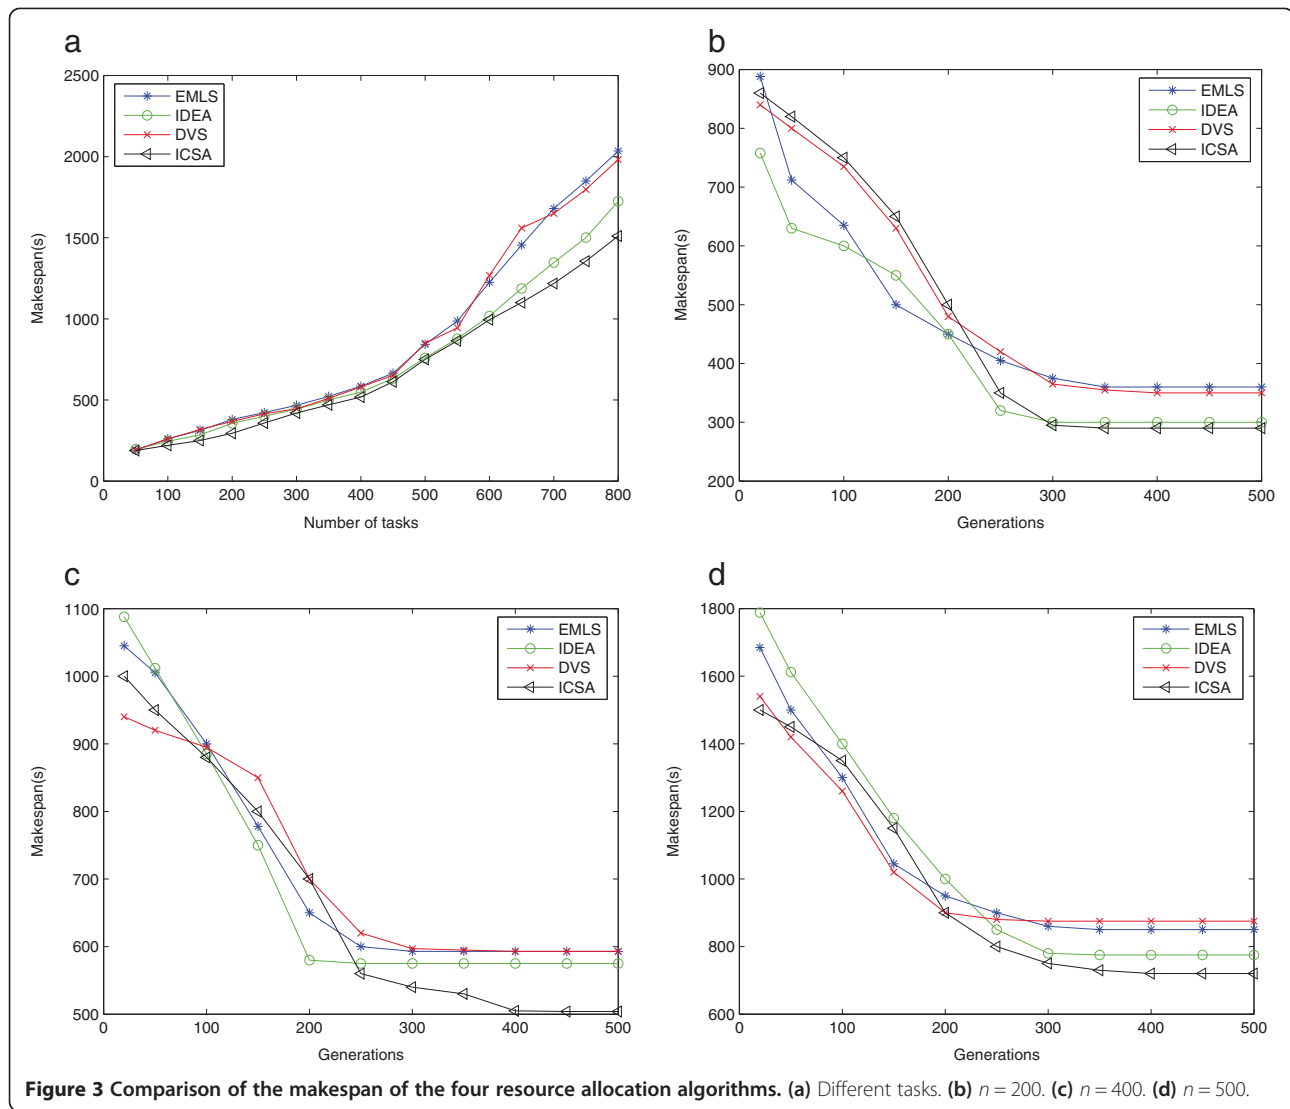 a
2500
2000
1500
1000
500
0
0 100 200 300 400 500 600 700 800
Makespan(s)
Number of tasks
EMLS
IDEA
DVS
ICSA
b
900
800
700
600
500
400
300
200
0 100 200 300 400 500
Makespan(s)
Generations
EMLS
IDEA
DVS
ICSA
c
1100
1000
900
800
700
600
500
0 100 200 300 400 500
Makespan(s)
Generations
EMLS
IDEA
DVS
ICSA
d
1800
1600
1400
1200
1000
800
600
0 100 200 300 400 500
Makespan(s)
Generations
EMLS
IDEA
DVS
ICSA
Figure 3 Comparison of the makespan of the four resource allocation algorithms. (a) Different tasks. (b) n = 200. (c) n = 400. (d) n = 500.